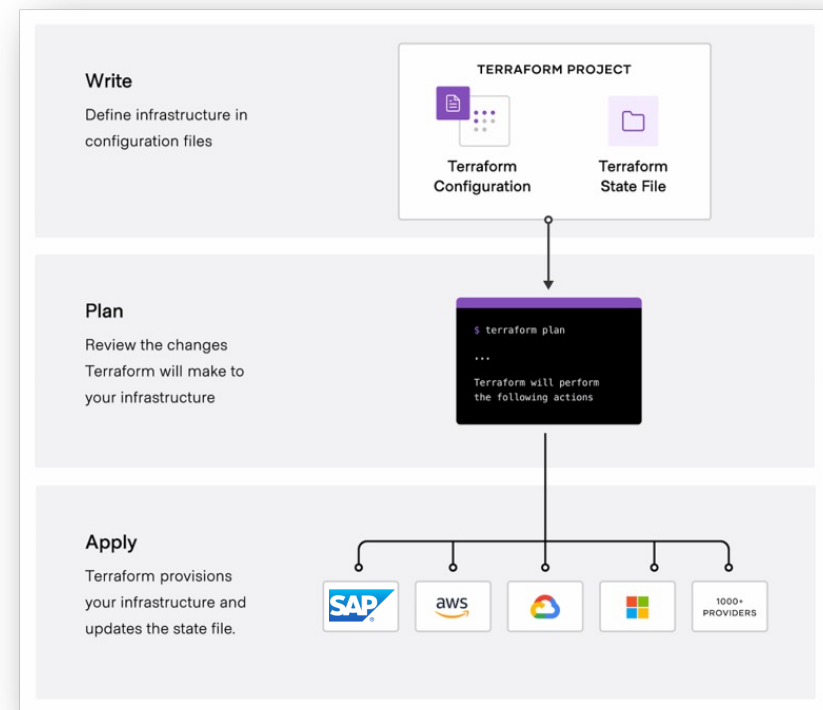 Write
Define infrastructure in
configuration files
TERRAFORM PROJECT
Terraform
Configuration
Terraform
State File
Plan
Review the changes
Terraform will make to
your infrastructure
$ terraform plan
...
Terraform will perform
the following actions
Apply
Terraform provisions
your infrastructure and
updates the state file.
SAP®
aws
1000+
PROVIDERS